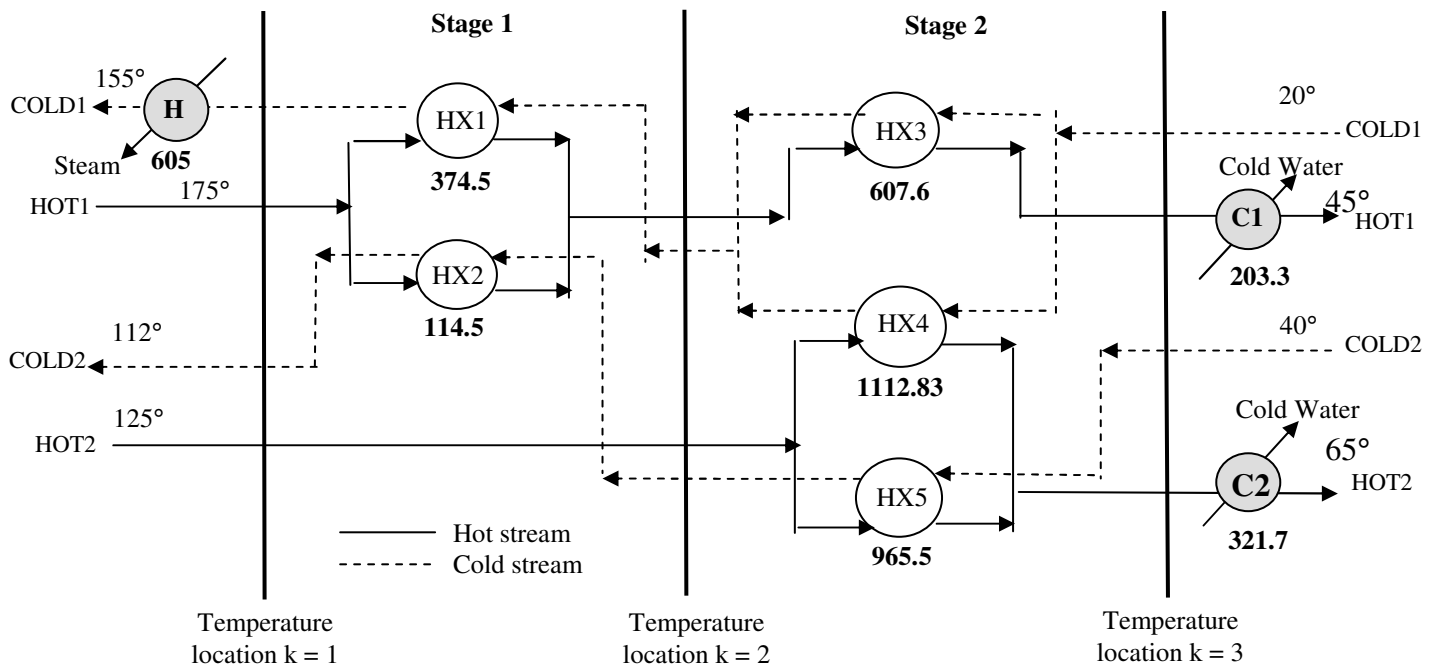 Stage 1
Stage 2
155°
COLD1
H
Steam
605
HX1
374.5
HX3
607.6
20°
COLD1
Cold Water
175°
HOT1
C1
45°
HOT1
203.3
HX2
114.5
HX4
1112.83
112°
COLD2
40°
COLD2
125°
HOT2
Cold Water
65°
C2
HOT2
321.7
HX5
965.5
Hot stream
Cold stream
Temperature
location k = 1
Temperature
location k = 2
Temperature
location k = 3